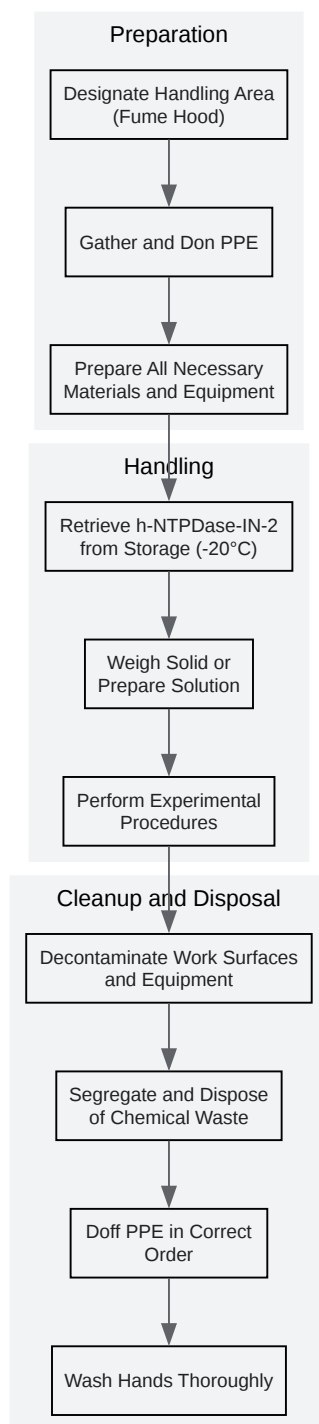 Preparation
Designate Handling Area
(Fume Hood)
Gather and Don PPE
Prepare All Necessary
Materials and Equipment
Handling
Retrieve h-NTPDase-IN-2
from Storage (-20°C)
Weigh Solid or
Prepare Solution
Perform Experimental
Procedures
Cleanup and Disposal
Decontaminate Work Surfaces
and Equipment
Segregate and Dispose
of Chemical Waste
Doff PPE in Correct
Order
Wash Hands Thoroughly